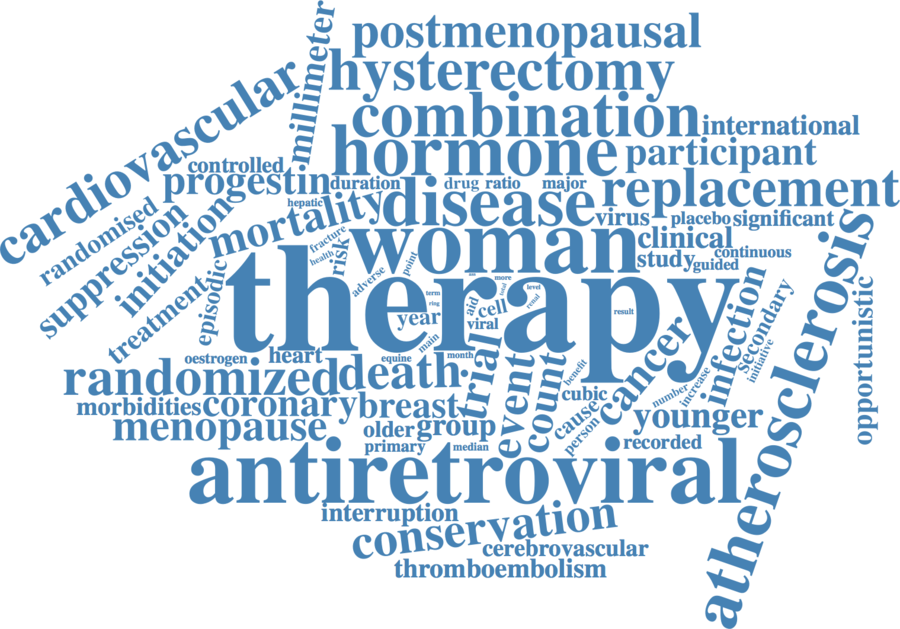 postmenopausal
millimeter
hysterectomy
cardiovascular
combination
international
hormone
participant
controlled
progestin
duration
drug
ratio
major
replacement
hepatic
mortality
disease
virus
placebo
significant
randomised
suppression
initiation
fracture
health
risk
woman
clinical
continuous
study
guided
point
adverse
episodic
treatment
therapy
term
ring
aid
cell
viral
total
more
level
renal
result
year
main
infection
secondary
initiative
atherosclerosis
opportunistic
oestrogen
heart
equine
month
trial
randomized
death
event
count
benefit
cubic
cancer
number
increase
morbidities
coronary
breast
cause
person
younger
menopause
older
group
primary
median
recorded
antiretroviral
interruption
conservation
cerebrovascular
thromboembolism